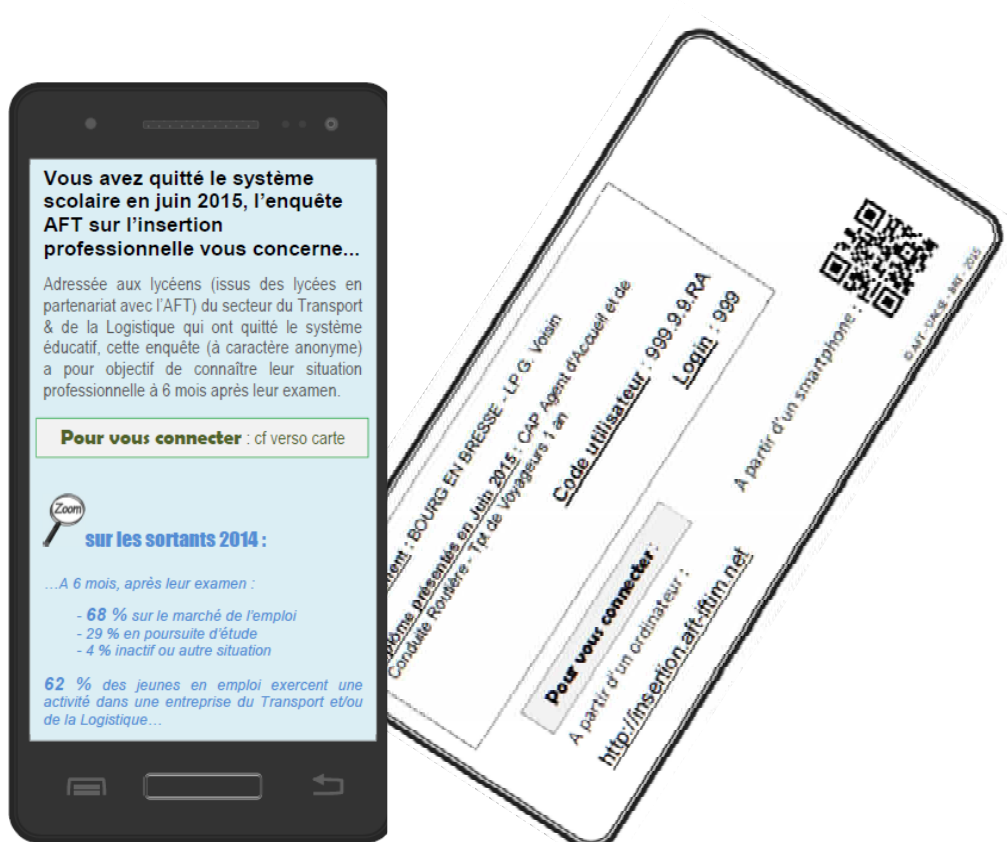 Vous avez quitté le système
scolaire en juin 2015, l'enquête
AFT sur l'insertion
professionnelle vous concerne...
Adressée aux lycéens (issus des lycées en
partenariat avec l'AFT) du secteur du Transport
& de la Logistique qui ont quitté le système
éducatif, cette enquête (à caractère anonyme)
a pour objectif de connaître leur situation
professionnelle à 6 mois après leur examen.
Pour vous connecter : cf verso carte
Zoom
sur les sortants 2014 :
...A 6 mois, après leur examen :
- 68 % sur le marché de l'emploi
- 29 % en poursuite d'étude
- 4 % inactif ou autre situation
62 % des jeunes en emploi exercent une
activité dans une entreprise du Transport et/ou
de la Logistique...
: BOURG EN BRESSE - LP G. Voisin
présentés en Juin 2015 : CAP Agent d'Accueil et de
Conduite Routière - Tpt de Voyageurs 1 an
Code utilisateur : 999.9.9.RA
Login : 999
Pour vous connecter :
A partir d'un ordinateur :
http://insertion.aft-iftim.net
A partir d'un smartphone :